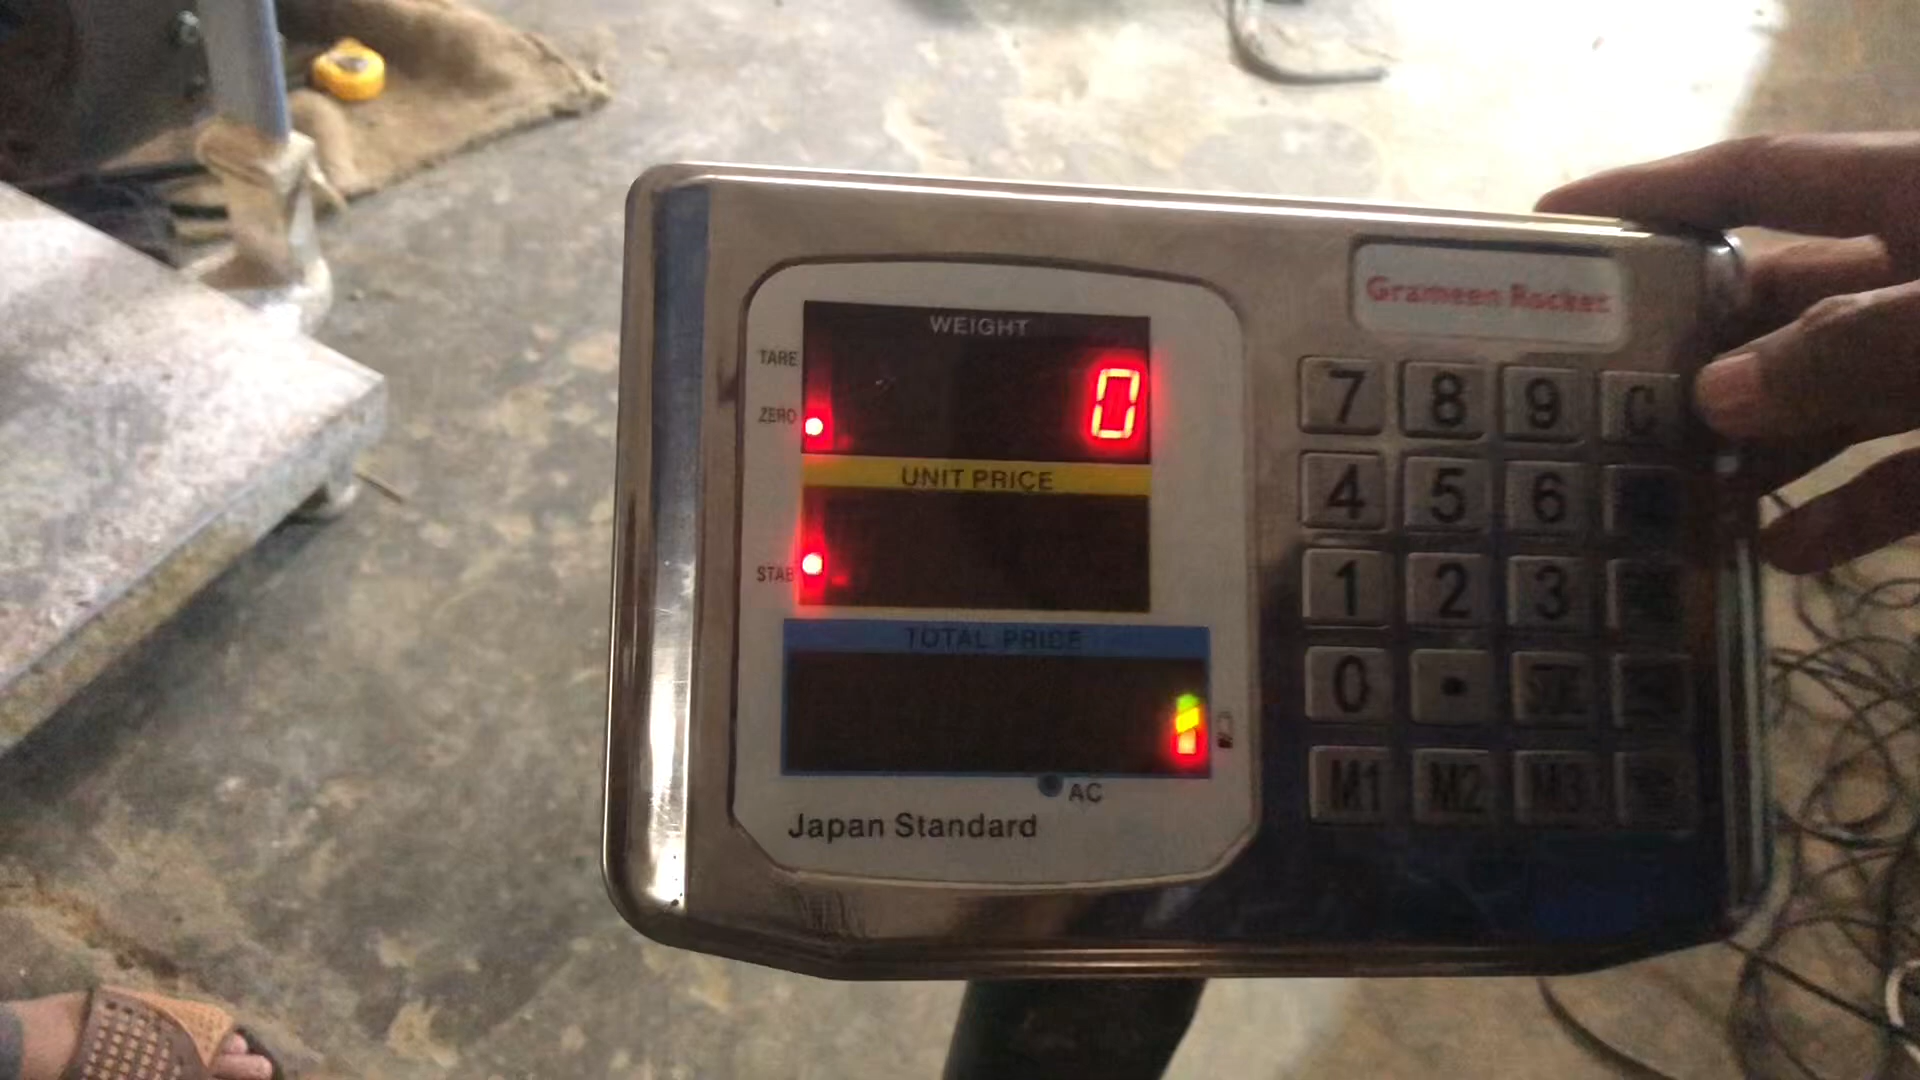 Grameen Rocket
WEIGHT
TARE
0
ZERO
UNIT PRICE
STAB
TOTAL PRICE
AC
Japan Standard
7 8 9 C
4 5 6
1 2 3
0 .
M1 M2 M3